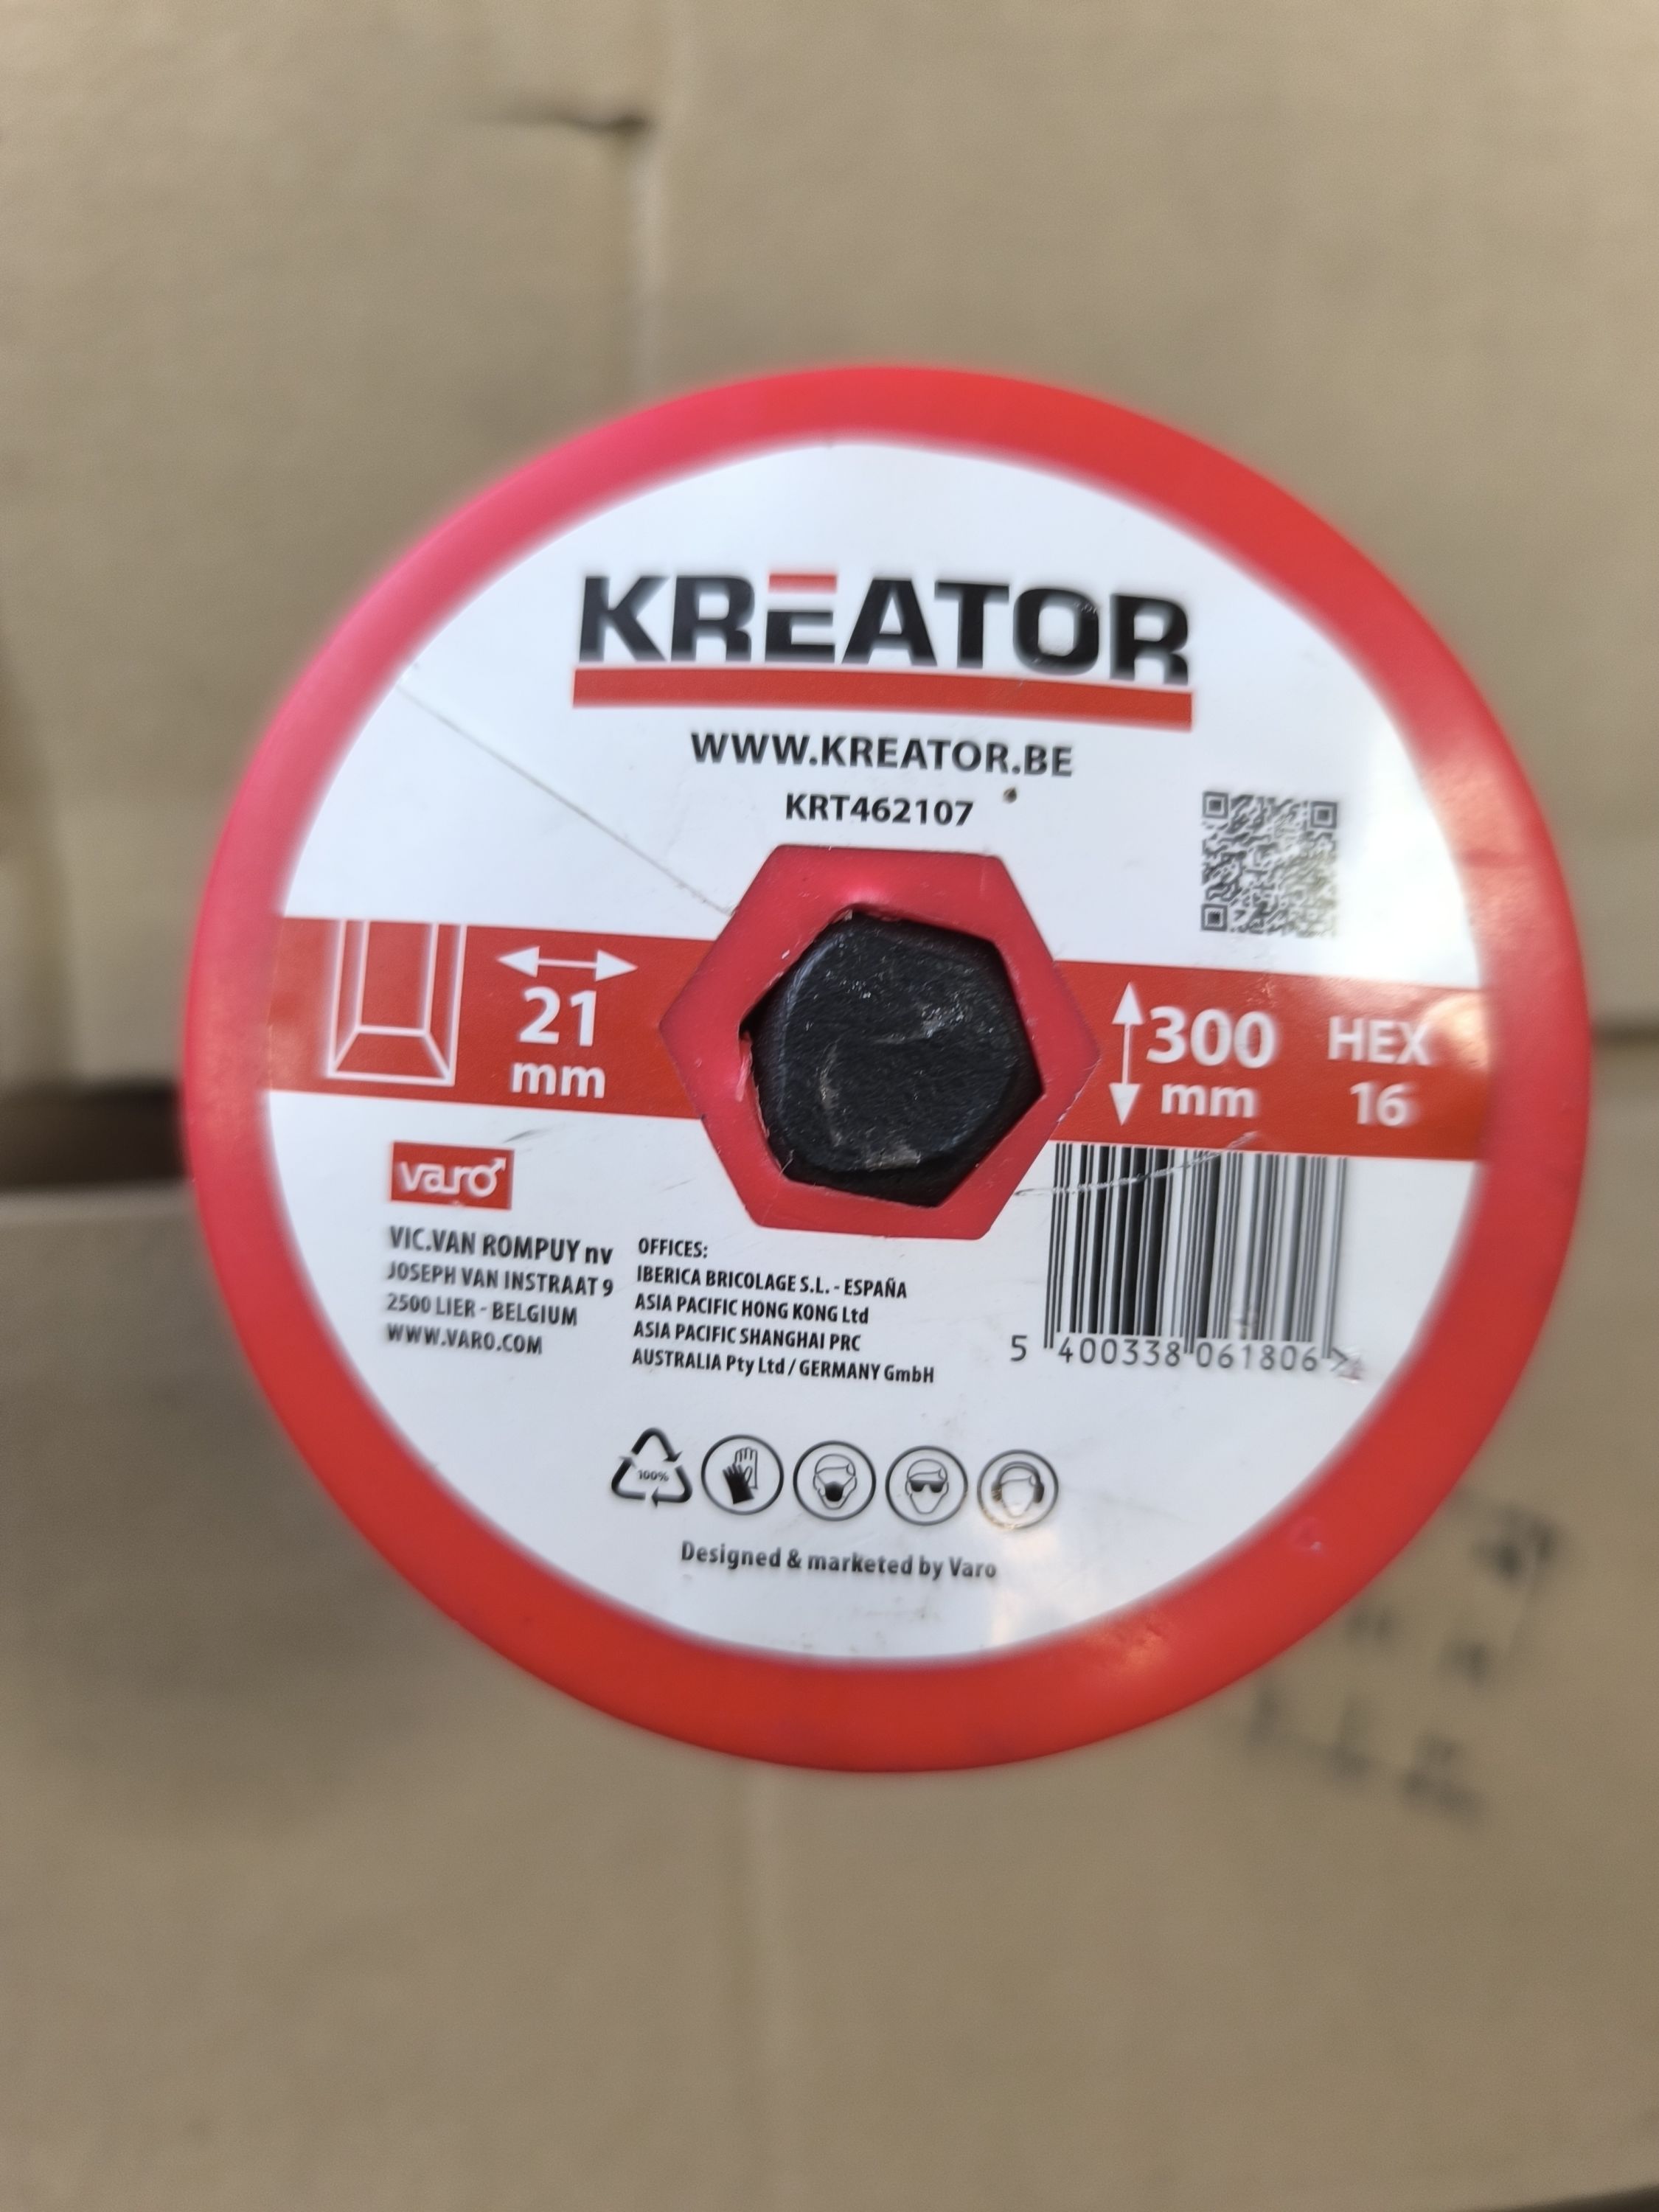 KREATOR
WWW.KREATOR.BE
KRT462107
21
mm
300
mm
HEX
16
varo
VIC.VAN ROMPUY nv
JOSEPH VAN INSTRAAT 9
2500 LIER - BELGIUM
WWW.VARO.COM
OFFICES:
IBERICA BRICOLAGE S.L. - ESPAÑA
ASIA PACIFIC HONG KONG Ltd
ASIA PACIFIC SHANGHAI PRC
AUSTRALIA Pty Ltd / GERMANY GmbH
5 400338 061806 >
100%
Designed & marketed by Varo